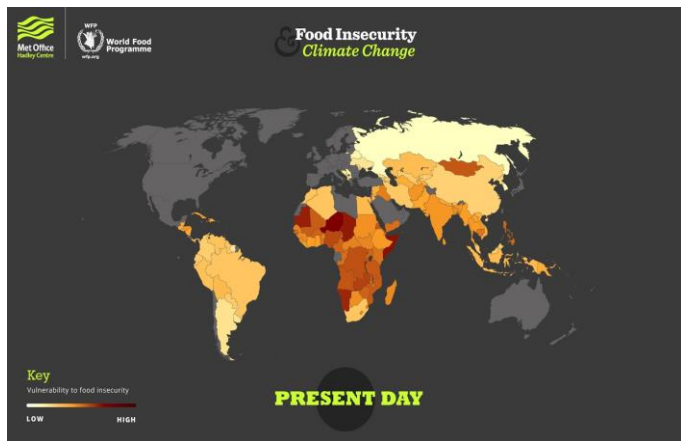 Met Office
Hadley Centre
WFP
wfp.org
World Food
Programme
& Food Insecurity
Climate Change
Key
Vulnerability to food insecurity
LOW
HIGH
PRESENT DAY